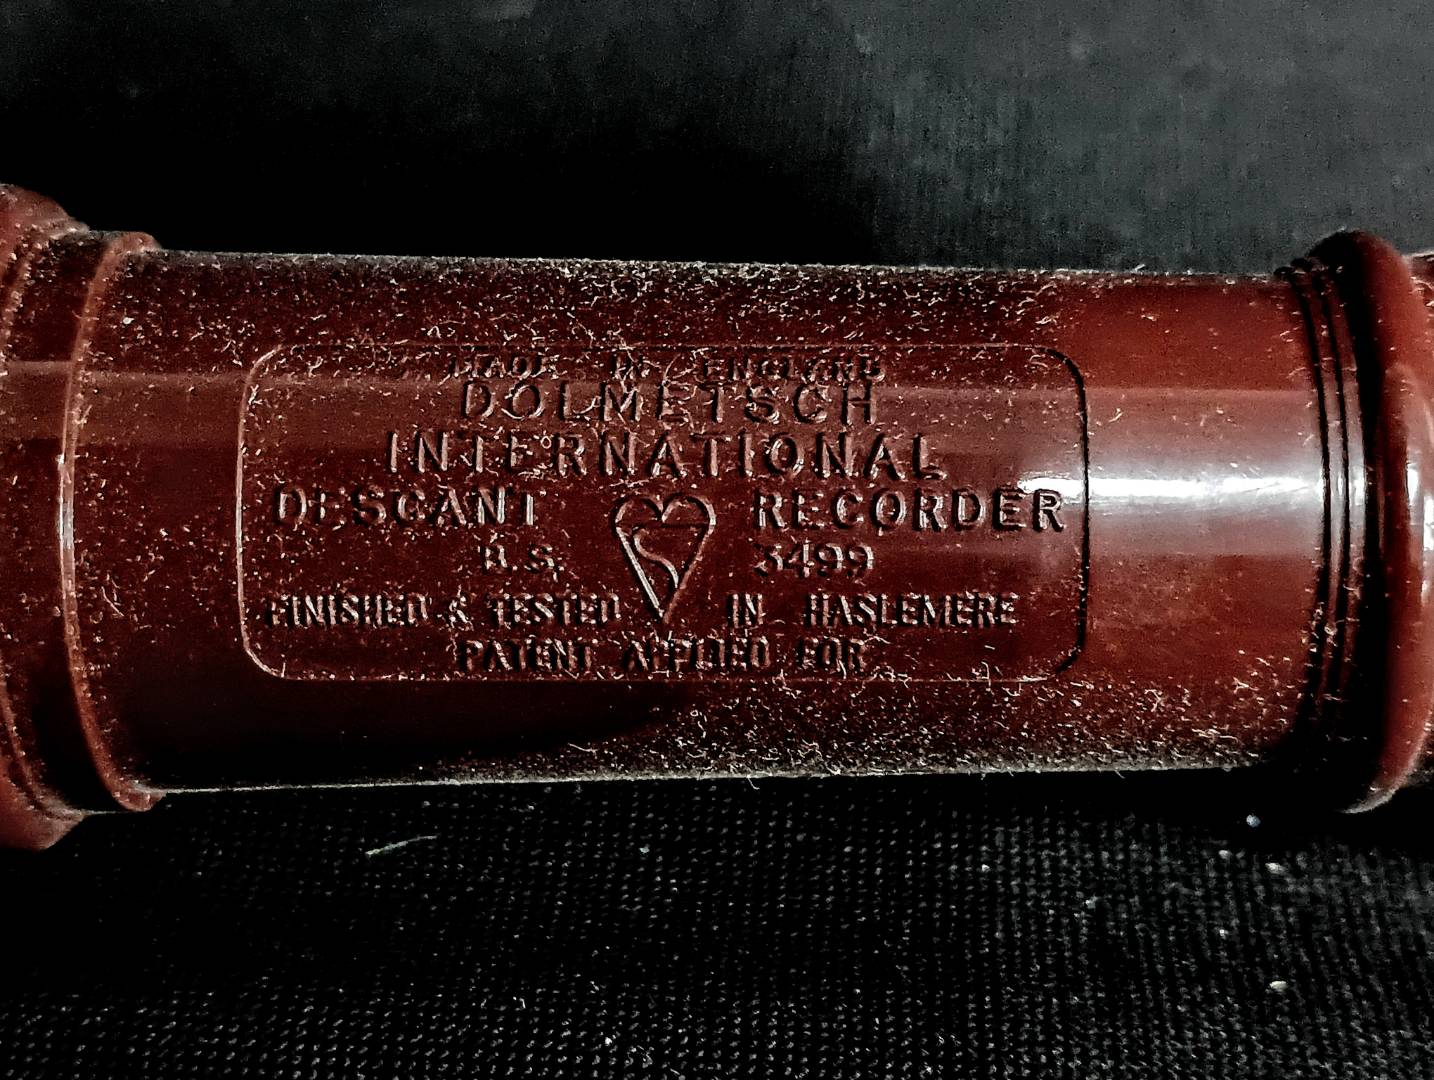 MADE IN ENGLAND
DOLMETSCH
INTERNATIONAL
DESCANT RECORDER
B.S. 3499
FINISHED & TESTED IN HASLEMERE
PATENT APPLIED FOR